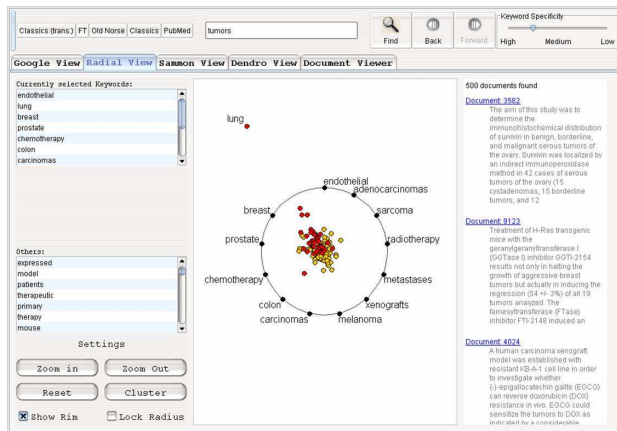 Classics (trans.) FT Old Norse Classics PubMed
tumors
Find
Back
Forward
Keyword Specificity
High Medium Low
Google View Radial View Sammon View Dendro View Document Viewer
Currently selected Keywords:
endothelial
lung
breast
prostate
chemotherapy
colon
carcinomas
Others:
expressed
model
patients
therapeutic
primary
therapy
mouse
Settings
Zoom in Zoom Out
Reset Cluster
Show Rim Lock Radius
lung
endothelial
adenocarcinomas
breast
sarcoma
prostate
radiotherapy
chemotherapy
metastases
colon
xenografts
carcinomas
melanoma
500 documents found
Document 3582
The aim of this study was to
determine the
immunohistochemical distribution
of survivin in benign, borderline,
and malignant serous tumors of
the ovary. Survivin was localized by
an indirect immunoperoxidase
method in 42 cases of serous
tumors of the ovary (15
cystadenomas, 15 borderline
tumors, and 12
Document 9123
Treatment of H-Ras transgenic
mice with the
geranylgeranyltransferase I
(GGTase I) inhibitor GGTI-2154
results not only in halting the
growth of aggressive breast
tumors but actually in inducing the
regression (54 +/- 3%) of all 19
tumors analyzed. The
farnesyltransferase (FTase)
inhibitor FTI-2148 induced an
Document 4024
A human carcinoma xenograft
model was established with
resistant KB-A-1 cell line in order
to investigate whether
(-)-epigallocatechin gallte (EGCG)
can reverse doxorubicin (DOX)
resistance in vivo. EGCG could
sensitize the tumors to DOX as
indicated by a considerable